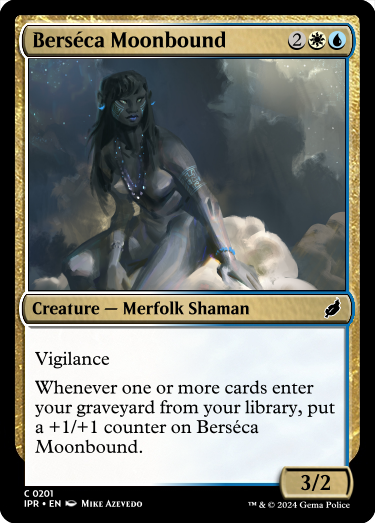 Berséca Moonbound 2
Creature — Merfolk Shaman
Vigilance
Whenever one or more cards enter
your graveyard from your library, put
a +1/+1 counter on Berséca
Moonbound.
3/2
C 0201
IPR • EN MIKE AZEVEDO
™ & © 2024 Gema Police